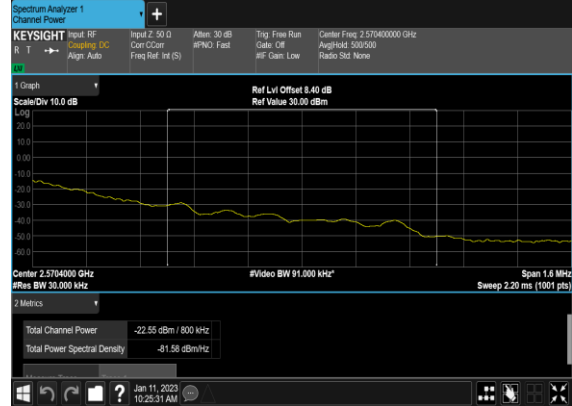 Spectrum Analyzer 1
Channel Power
+
KEYSIGHT
R T
LV
Input: RF
Coupling: DC
Align: Auto
Input Z: 50 Ω
Corr CCorr
Freq Ref: Int (S)
Atten: 30 dB
#PNO: Fast
Trig: Free Run
Gate: Off
#IF Gain: Low
Center Freq: 2.570400000 GHz
Avg|Hold: 500/500
Radio Std: None
1 Graph
Scale/Div 10.0 dB
Ref Lvl Offset 8.40 dB
Ref Value 30.00 dBm
Log
20.0
10.0
0.00
-10.0
-20.0
-30.0
-40.0
-50.0
-60.0
Center 2.5704000 GHz
#Res BW 30.000 kHz
#Video BW 91.000 kHz*
Span 1.6 MHz
Sweep 2.20 ms (1001 pts)
2 Metrics
Total Channel Power -22.55 dBm / 800 kHz
Total Power Spectral Density -81.58 dBm/Hz
?
Jan 11, 2023
10:25:31 AM